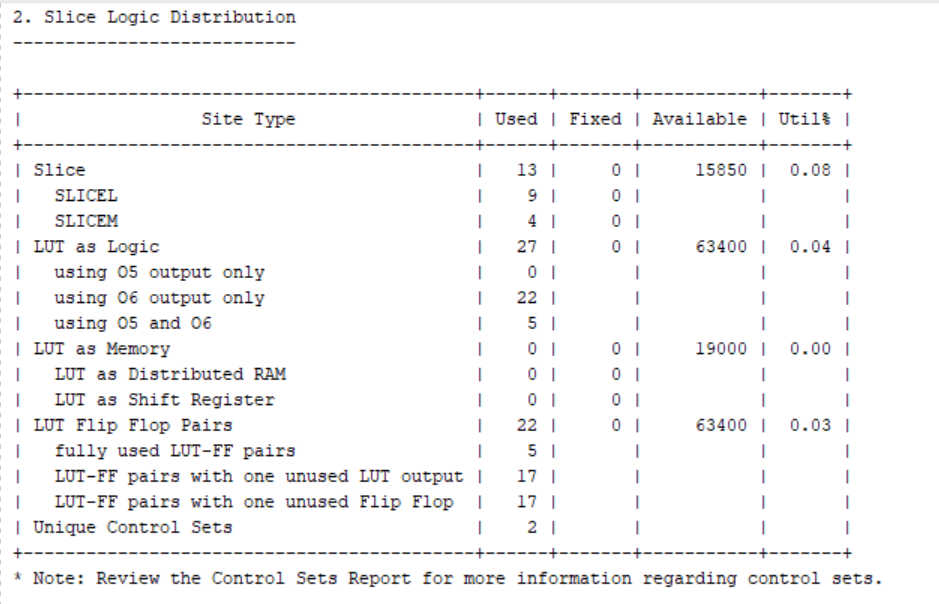 2. Slice Logic Distribution
---------------------------
+-------------------------------------------+------+-------+-----------+-------+
|                 Site Type                 | Used | Fixed | Available | Util% |
+-------------------------------------------+------+-------+-----------+-------+
| Slice                                     |   13 |     0 |     15850 |  0.08 |
|   SLICEL                                  |    9 |     0 |           |       |
|   SLICEM                                  |    4 |     0 |           |       |
| LUT as Logic                              |   27 |     0 |     63400 |  0.04 |
|   using O5 output only                    |    0 |       |           |       |
|   using O6 output only                    |   22 |       |           |       |
|   using O5 and O6                         |    5 |       |           |       |
| LUT as Memory                             |    0 |     0 |     19000 |  0.00 |
|   LUT as Distributed RAM                  |    0 |     0 |           |       |
|   LUT as Shift Register                   |    0 |     0 |           |       |
| LUT Flip Flop Pairs                       |   22 |     0 |     63400 |  0.03 |
|   fully used LUT-FF pairs                 |    5 |       |           |       |
|   LUT-FF pairs with one unused LUT output |   17 |       |           |       |
|   LUT-FF pairs with one unused Flip Flop  |   17 |       |           |       |
| Unique Control Sets                       |    2 |       |           |       |
+-------------------------------------------+------+-------+-----------+-------+
* Note: Review the Control Sets Report for more information regarding control sets.